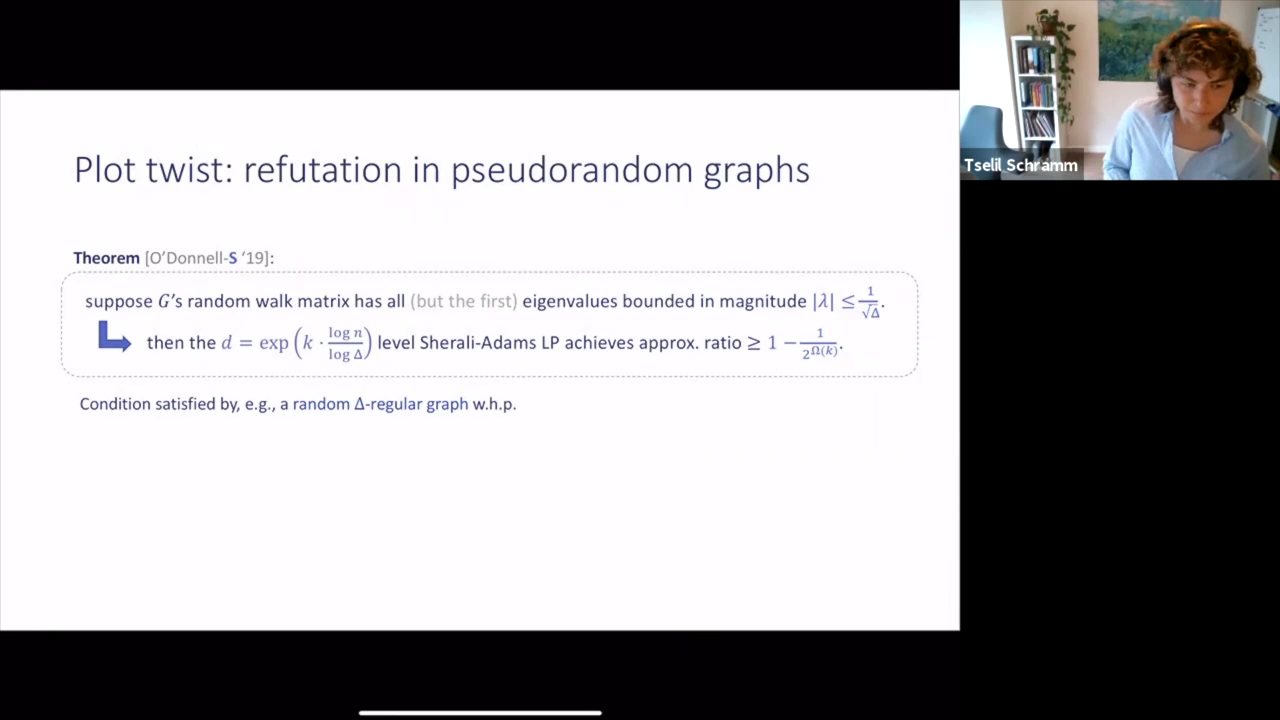 Plot twist: refutation in pseudorandom graphs
Tselil Schramm
Theorem [O'Donnell-S '19]:
suppose G's random walk matrix has all (but the first) eigenvalues bounded in magnitude |λ| ≤ 1/√Δ.
then the d = exp(k · log n / log Δ) level Sherali-Adams LP achieves approx. ratio ≥ 1 − 1/2^Ω(k).
Condition satisfied by, e.g., a random Δ-regular graph w.h.p.